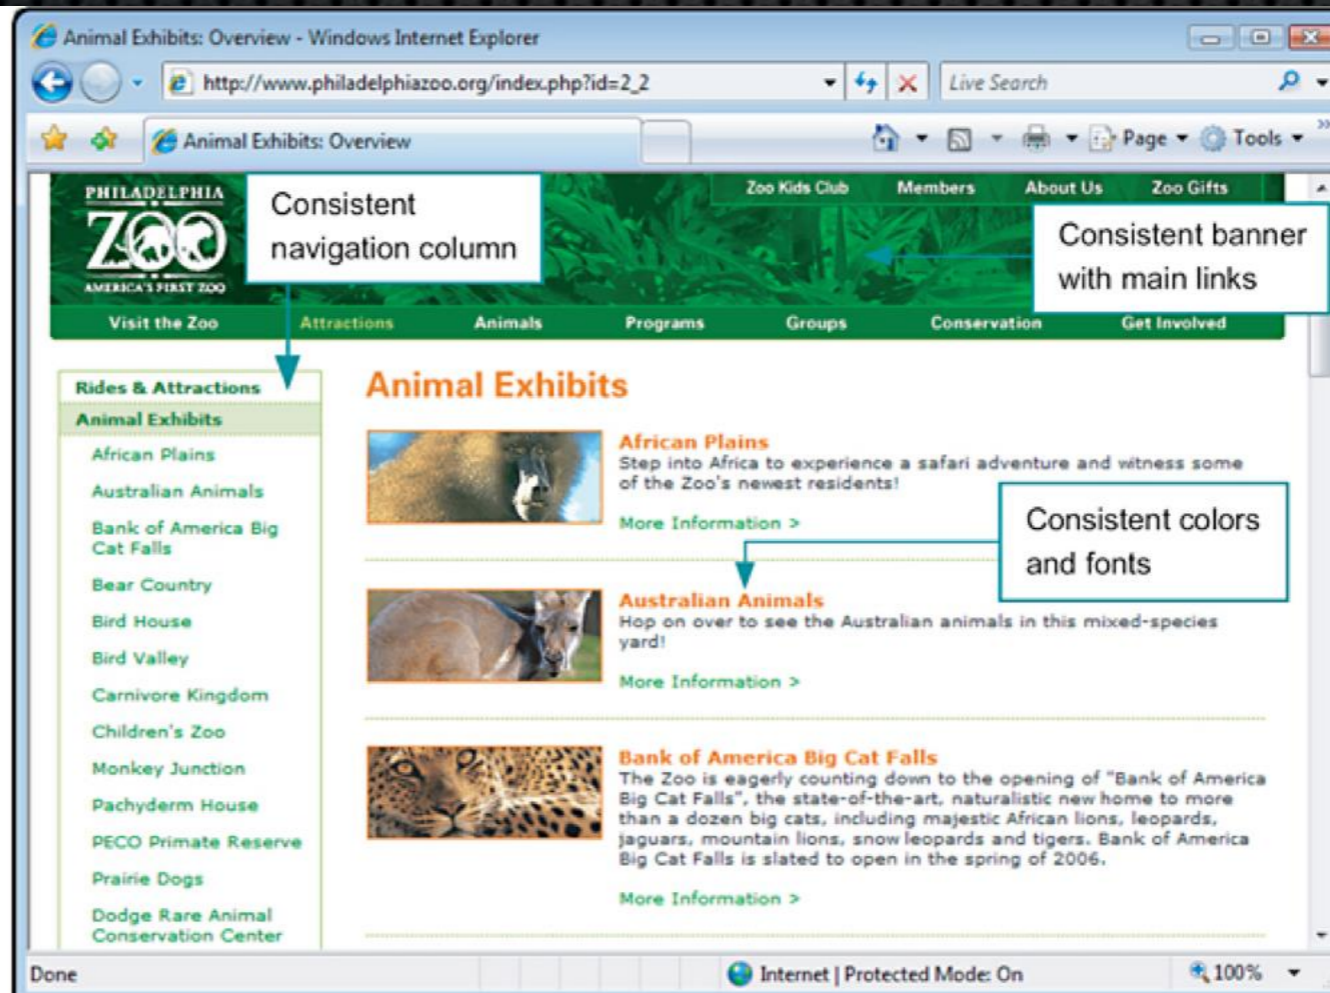 Animal Exhibits: Overview - Windows Internet Explorer
http://www.philadelphiazoo.org/index.php?id=2_2
Live Search
Animal Exhibits: Overview
Page
Tools
PHILADELPHIA
ZOO
AMERICA'S FIRST ZOO
Consistent
navigation column
Zoo Kids Club Members About Us Zoo Gifts
Consistent banner
with main links
Visit the Zoo Attractions Animals Programs Groups Conservation Get Involved
Rides & Attractions
Animal Exhibits
African Plains
Australian Animals
Bank of America Big
Cat Falls
Bear Country
Bird House
Bird Valley
Carnivore Kingdom
Children's Zoo
Monkey Junction
Pachyderm House
PECO Primate Reserve
Prairie Dogs
Dodge Rare Animal
Conservation Center
Animal Exhibits
African Plains
Step into Africa to experience a safari adventure and witness some
of the Zoo's newest residents!
More Information >
Consistent colors
and fonts
Australian Animals
Hop on over to see the Australian animals in this mixed-species
yard!
More Information >
Bank of America Big Cat Falls
The Zoo is eagerly counting down to the opening of "Bank of America
Big Cat Falls", the state-of-the-art, naturalistic new home to more
than a dozen big cats, including majestic African lions, leopards,
jaguars, mountain lions, snow leopards and tigers. Bank of America
Big Cat Falls is slated to open in the spring of 2006.
More Information >
Done
Internet | Protected Mode: On
100%